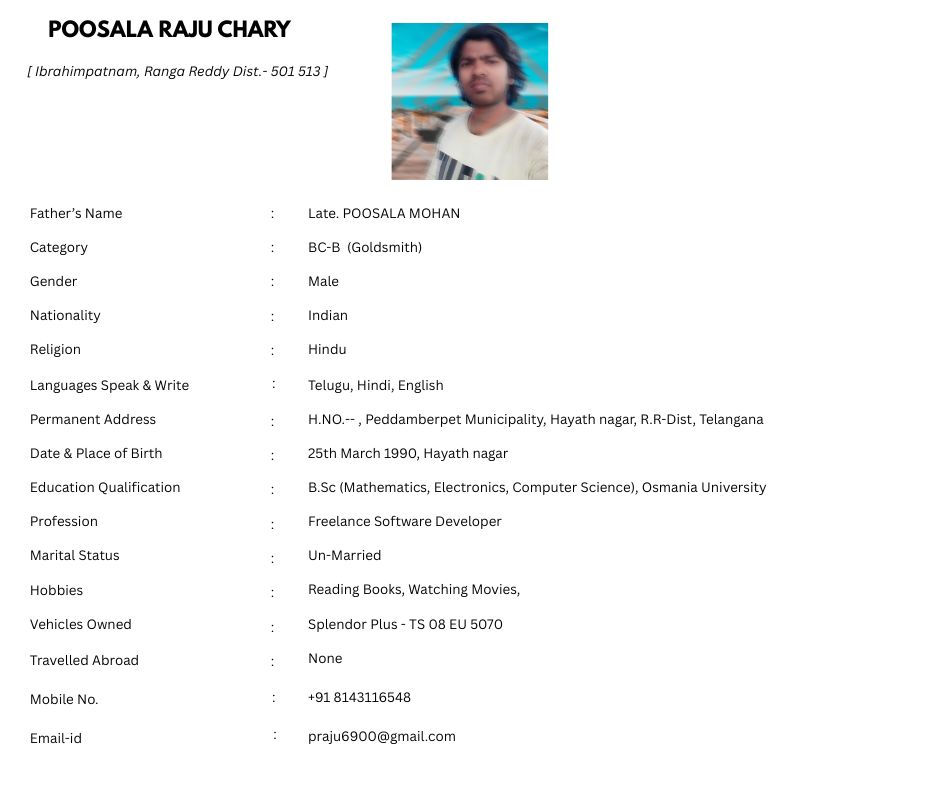 POOSALA RAJU CHARY
[ Ibrahimpatnam, Ranga Reddy Dist.- 501 513 ]
Father's Name : Late. POOSALA MOHAN
Category : BC-B (Goldsmith)
Gender : Male
Nationality : Indian
Religion : Hindu
Languages Speak & Write : Telugu, Hindi, English
Permanent Address : H.NO.-- , Peddamberpet Municipality, Hayath nagar, R.R-Dist, Telangana
Date & Place of Birth : 25th March 1990, Hayath nagar
Education Qualification : B.Sc (Mathematics, Electronics, Computer Science), Osmania University
Profession : Freelance Software Developer
Marital Status : Un-Married
Hobbies : Reading Books, Watching Movies,
Vehicles Owned : Splendor Plus - TS 08 EU 5070
Travelled Abroad : None
Mobile No. : +91 8143116548
Email-id : praju6900@gmail.com